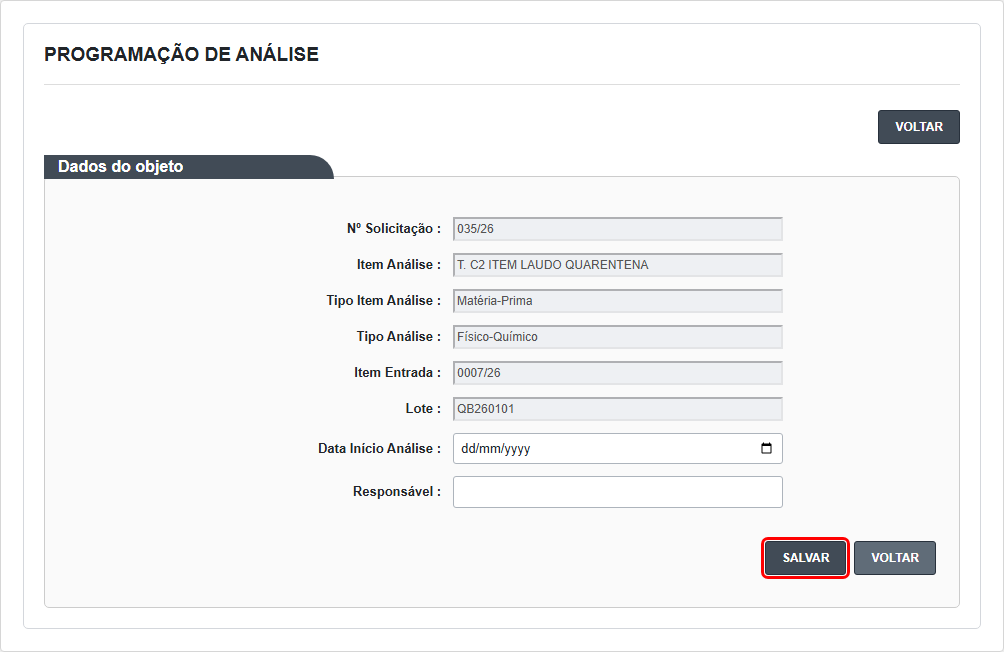 PROGRAMAÇÃO DE ANÁLISE
VOLTAR
Dados do objeto
Nº Solicitação : 035/26
Item Análise : T. C2 ITEM LAUDO QUARENTENA
Tipo Item Análise : Matéria-Prima
Tipo Análise : Físico-Químico
Item Entrada : 0007/26
Lote : QB260101
Data Início Análise : dd/mm/yyyy
Responsável :
SALVAR VOLTAR